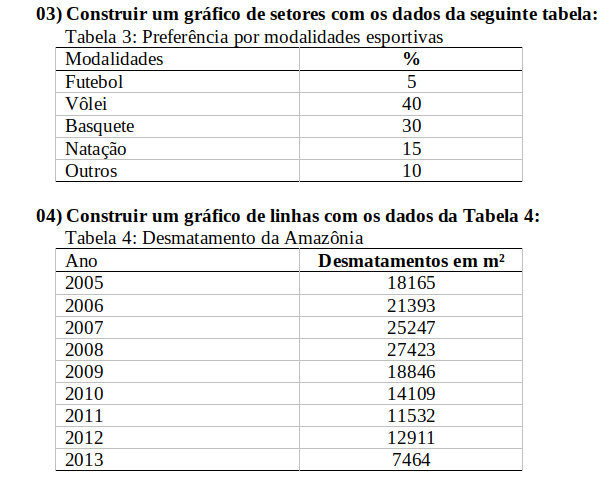 03) Construir um gráfico de setores com os dados da seguinte tabela:
Tabela 3: Preferência por modalidades esportivas
Modalidades %
Futebol 5
Vôlei 40
Basquete 30
Natação 15
Outros 10
04) Construir um gráfico de linhas com os dados da Tabela 4:
Tabela 4: Desmatamento da Amazônia
Ano Desmatamentos em m²
2005 18165
2006 21393
2007 25247
2008 27423
2009 18846
2010 14109
2011 11532
2012 12911
2013 7464